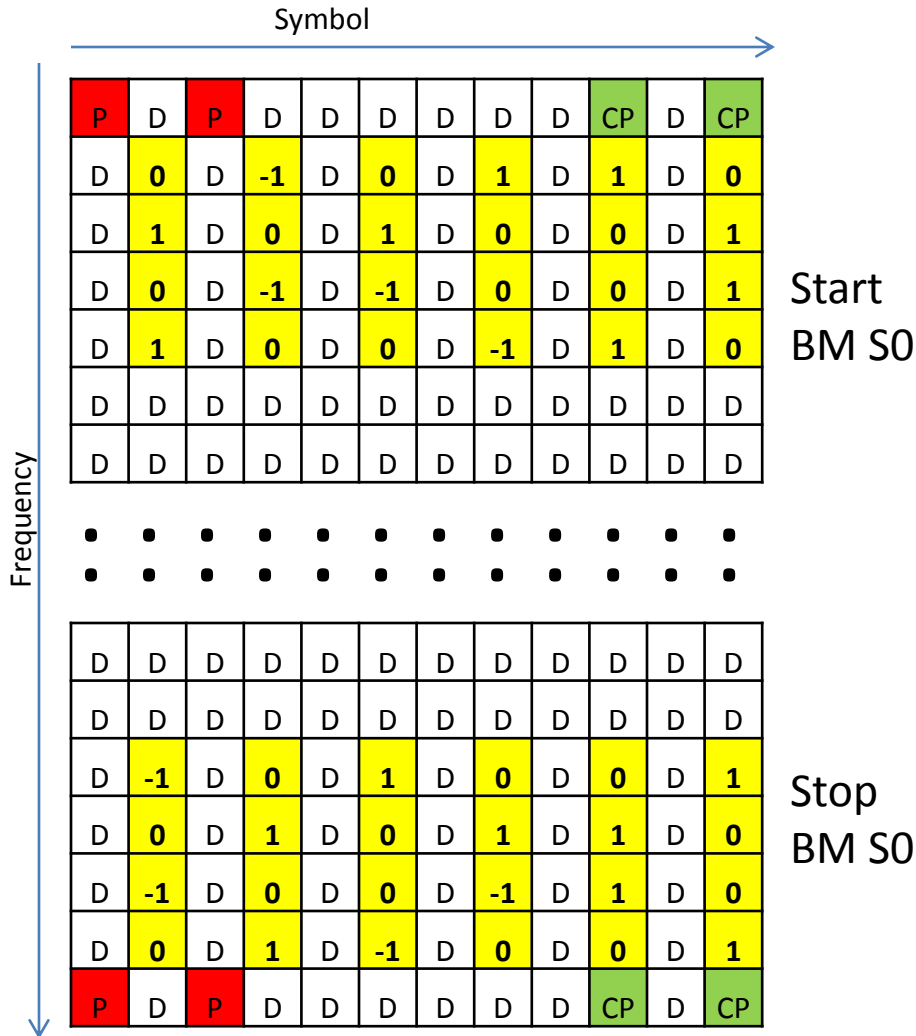 Symbol
Frequency
P D P D D D D D D CP D CP
D 0 D -1 D 0 D 1 D 1 D 0
D 1 D 0 D 1 D 0 D 0 D 1
D 0 D -1 D -1 D 0 D 0 D 1
D 1 D 0 D 0 D -1 D 1 D 0
D D D D D D D D D D D D
D D D D D D D D D D D D
Start
BM S0
D D D D D D D D D D D D
D D D D D D D D D D D D
D -1 D 0 D 1 D 0 D 0 D 1
D 0 D 1 D 0 D 1 D 1 D 0
D -1 D 0 D 0 D -1 D 1 D 0
D 0 D 1 D -1 D 0 D 0 D 1
P D P D D D D D D CP D CP
Stop
BM S0